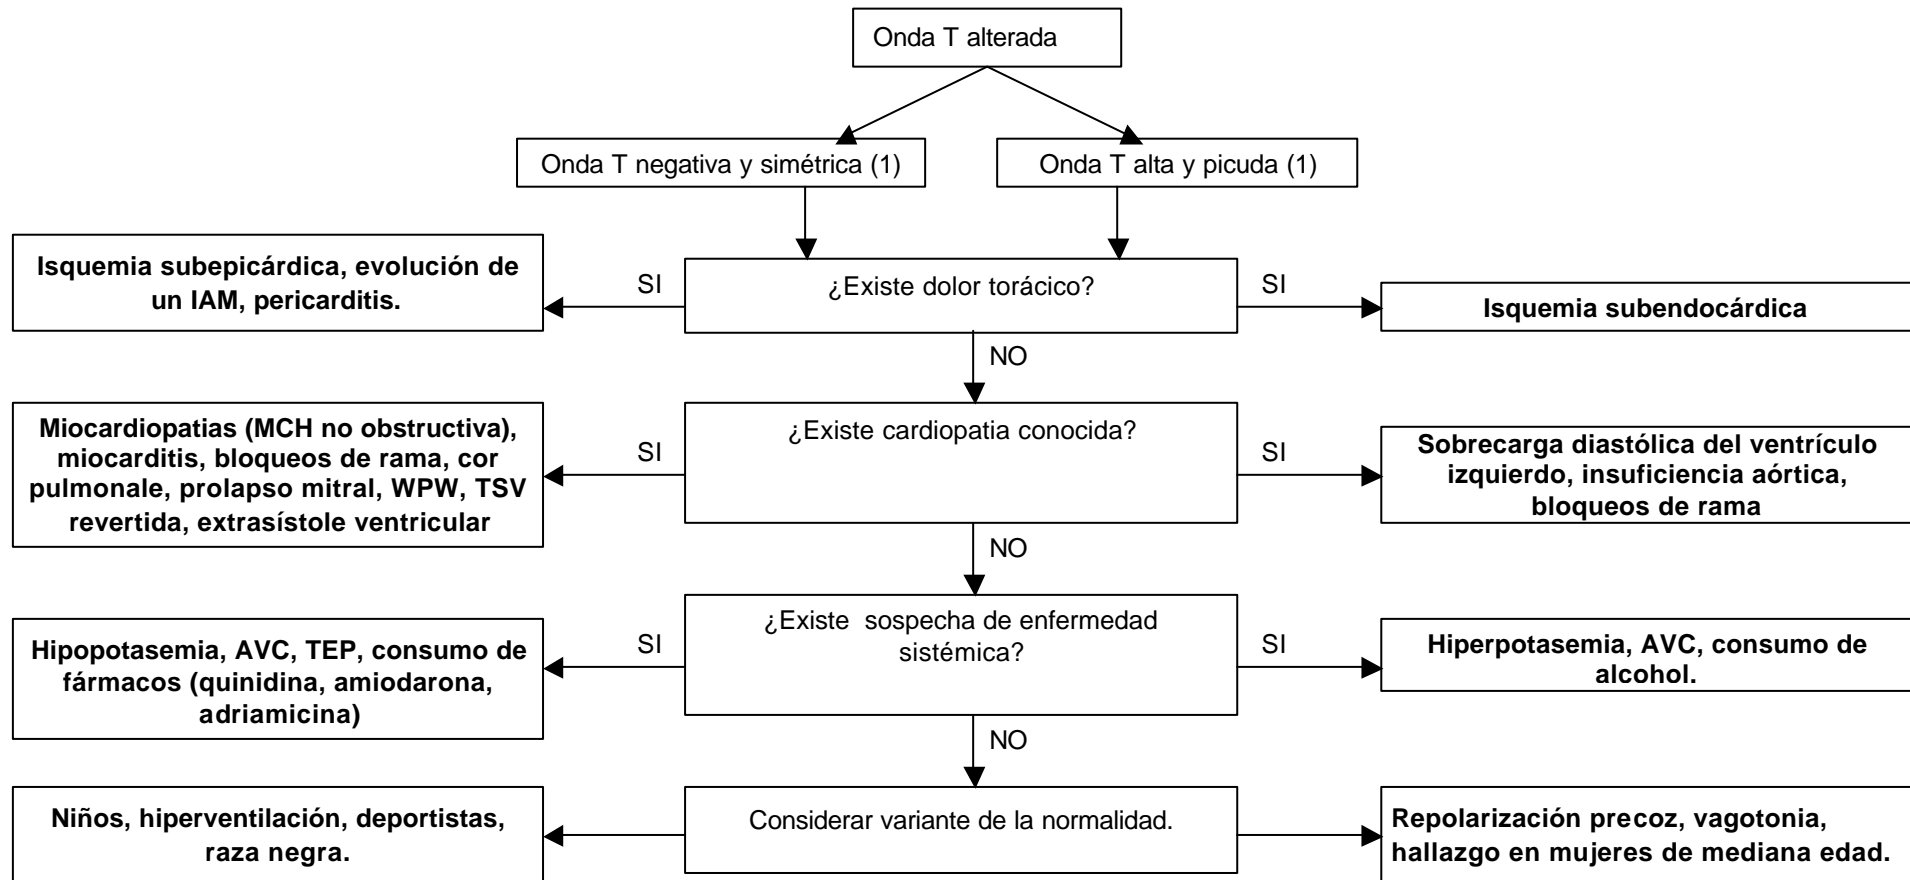 Onda T alterada
Onda T negativa y simétrica (1)
Onda T alta y picuda (1)
Isquemia subepicárdica, evolución de
un IAM, pericarditis.
SI
¿Existe dolor torácico?
SI
Isquemia subendocárdica
NO
Miocardiopatias (MCH no obstructiva),
miocarditis, bloqueos de rama, cor
pulmonale, prolapso mitral, WPW, TSV
revertida, extrasístole ventricular
SI
¿Existe cardiopatia conocida?
SI
Sobrecarga diastólica del ventrículo
izquierdo, insuficiencia aórtica,
bloqueos de rama
NO
Hipopotasemia, AVC, TEP, consumo de
fármacos (quinidina, amiodarona,
adriamicina)
SI
¿Existe sospecha de enfermedad
sistémica?
SI
Hiperpotasemia, AVC, consumo de
alcohol.
NO
Niños, hiperventilación, deportistas,
raza negra.
Considerar variante de la normalidad.
Repolarización precoz, vagotonia,
hallazgo en mujeres de mediana edad.